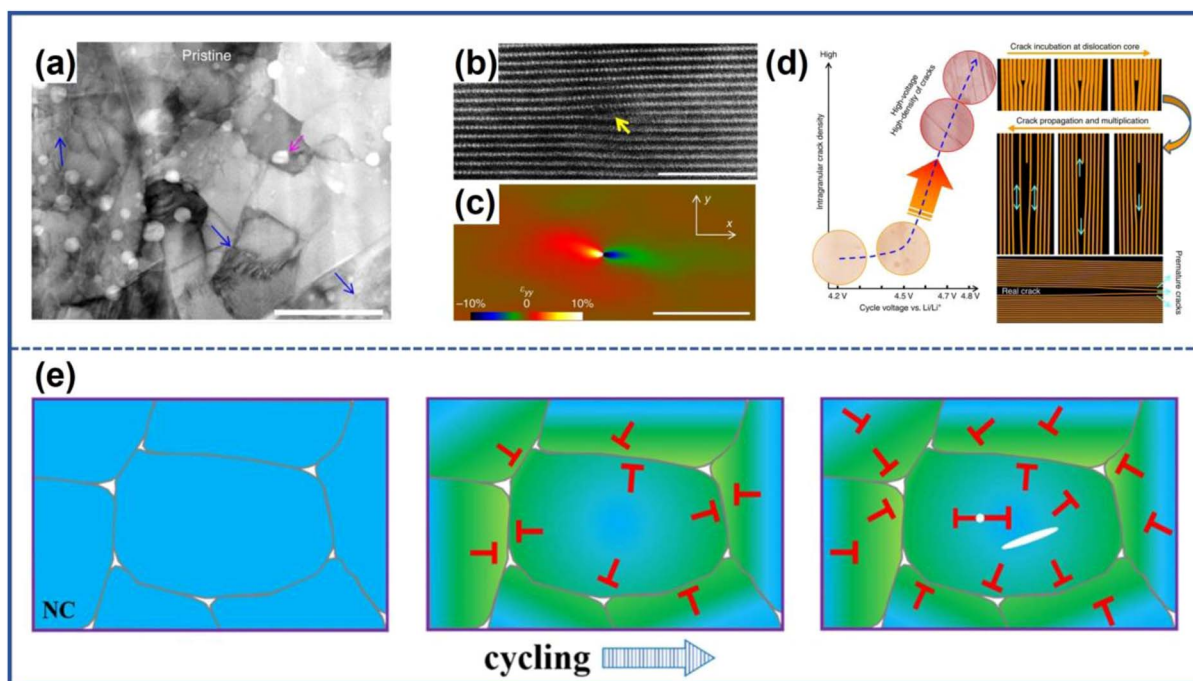 (a)
Pristine
(b)
(c)
y
x
εyy
−10% 0 10%
(d)
High
Intragranular crack density
High-voltage
High-density of cracks
4.2 V 4.5 V 4.7 V 4.8 V
Cycle voltage vs. Li/Li⁺
Crack incubation at dislocation core
Crack propagation and multiplication
Real crack
Premature cracks
(e)
NC
cycling